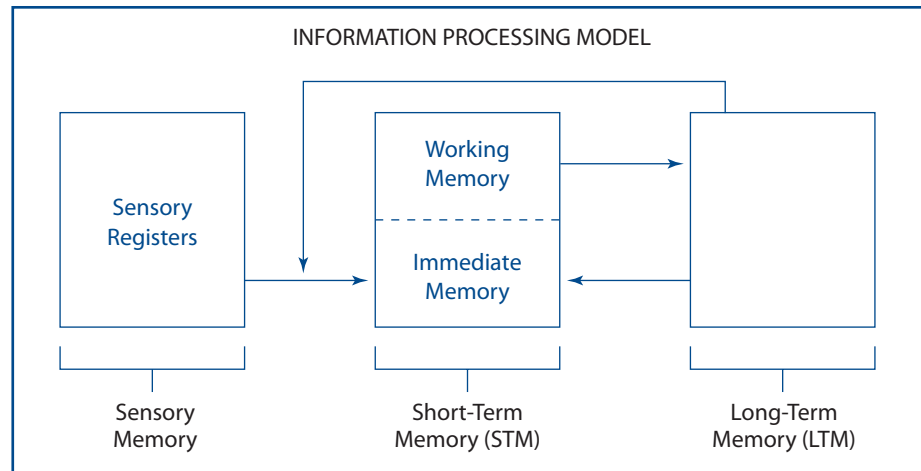 INFORMATION PROCESSING MODEL
Sensory
Registers
Working
Memory
Immediate
Memory
Sensory
Memory
Short-Term
Memory (STM)
Long-Term
Memory (LTM)